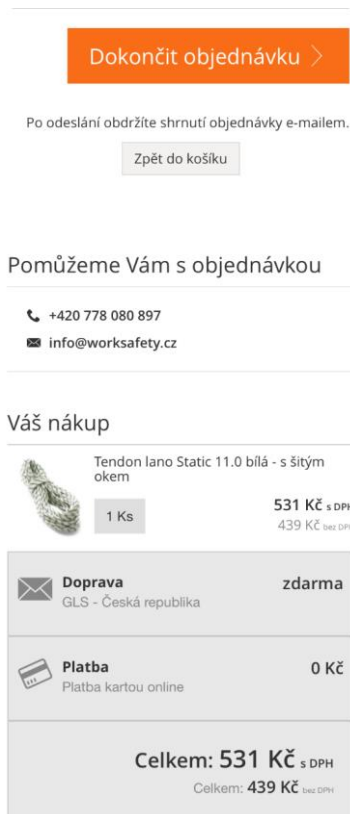 Dokončit objednávku
Po odeslání obdržíte shrnutí objednávky e-mailem.
Zpět do košíku
Pomůžeme Vám s objednávkou
+420 778 080 897
info@worksafety.cz
Váš nákup
Tendon lano Static 11.0 bílá - s šitým
okem
1 Ks
531 Kč s DPH
439 Kč bez DPH
Doprava
zdarma
GLS - Česká republika
Platba
0 Kč
Platba kartou online
Celkem: 531 Kč s DPH
Celkem: 439 Kč bez DPH